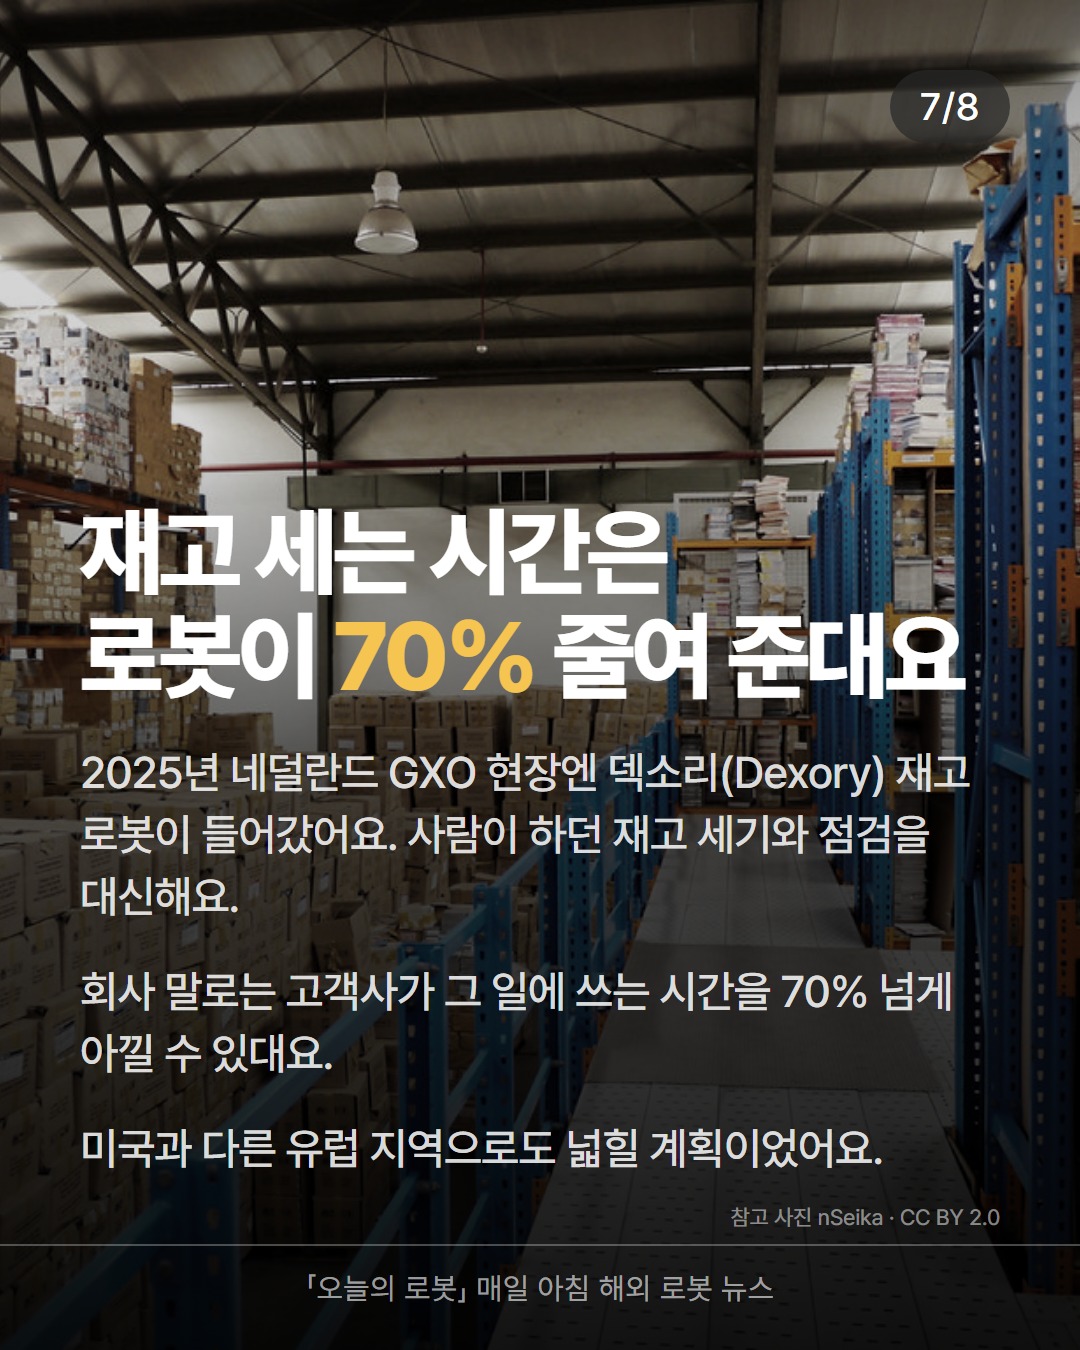 7/8
재고 세는 시간은
로봇이 70% 줄여 준대요
2025년 네덜란드 GXO 현장엔 덱소리(Dexory) 재고
로봇이 들어갔어요. 사람이 하던 재고 세기와 점검을
대신해요.
회사 말로는 고객사가 그 일에 쓰는 시간을 70% 넘게
아낄 수 있대요.
미국과 다른 유럽 지역으로도 넓힐 계획이었어요.
참고 사진 nSeika · CC BY 2.0
「오늘의 로봇」 매일 아침 해외 로봇 뉴스